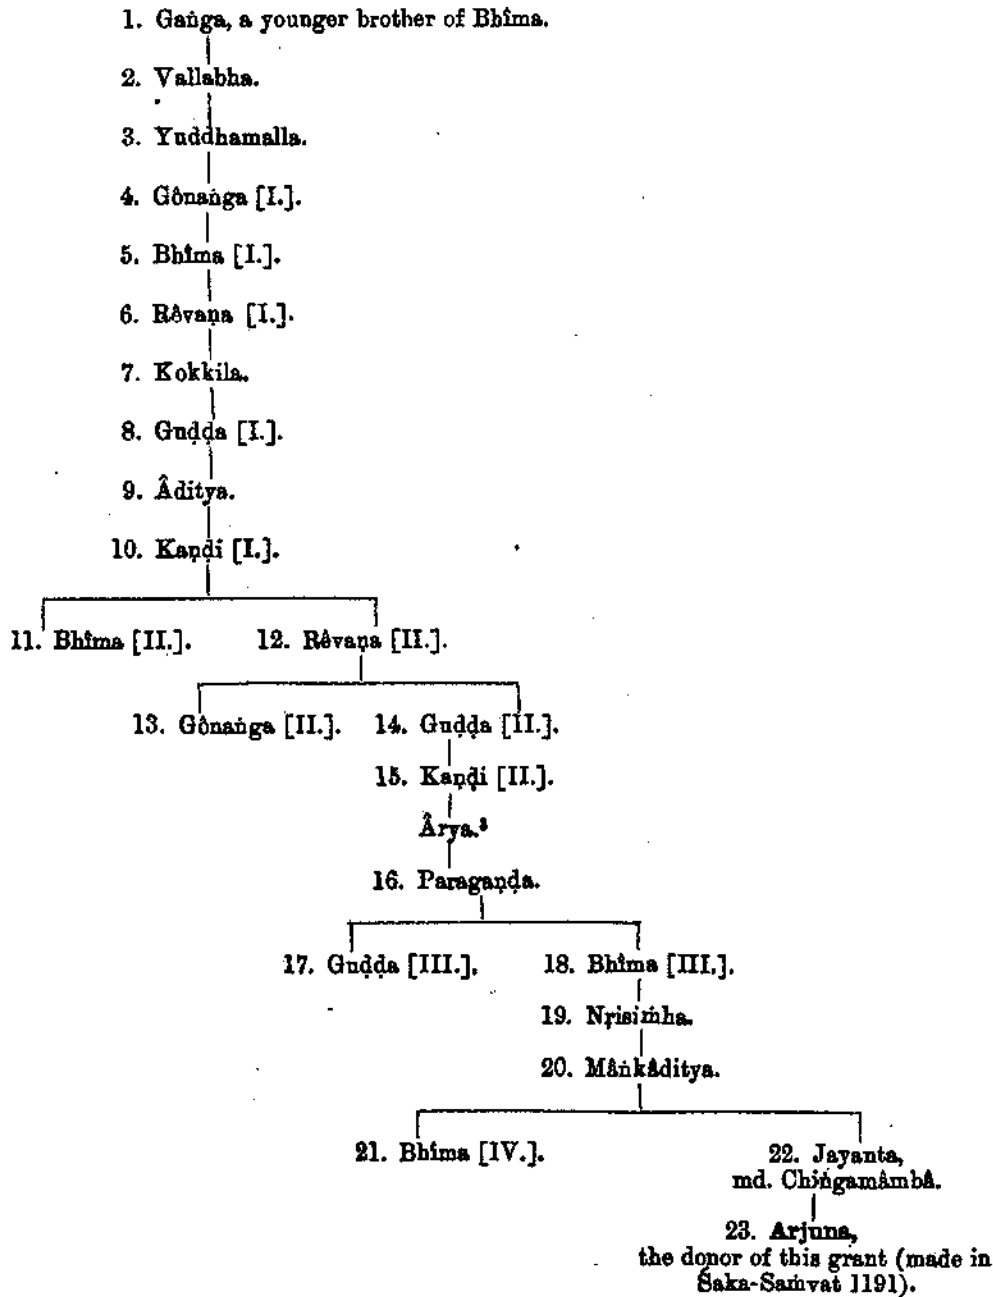 1. Gaṅga, a younger brother of Bhîma.
2. Vallabha.
3. Yuddhamalla.
4. Gônaṅga [I.].
5. Bhîma [I.].
6. Rêvaṇa [I.].
7. Kokkila.
8. Guḍḍa [I.].
9. Âditya.
10. Kaṇḍi [I.].
11. Bhîma [II.]. 12. Rêvaṇa [II.].
13. Gônaṅga [II.]. 14. Guḍḍa [II.].
15. Kaṇḍi [II.].
Ârya.³
16. Paragaṇḍa.
17. Guḍḍa [III.]. 18. Bhîma [III.].
19. Nṛisiṁha.
20. Mâṅkâditya.
21. Bhîma [IV.]. 22. Jayanta,
md. Chiṅgamâmbâ.
23. Arjuna,
the donor of this grant (made in
Śaka-Saṁvat 1191).